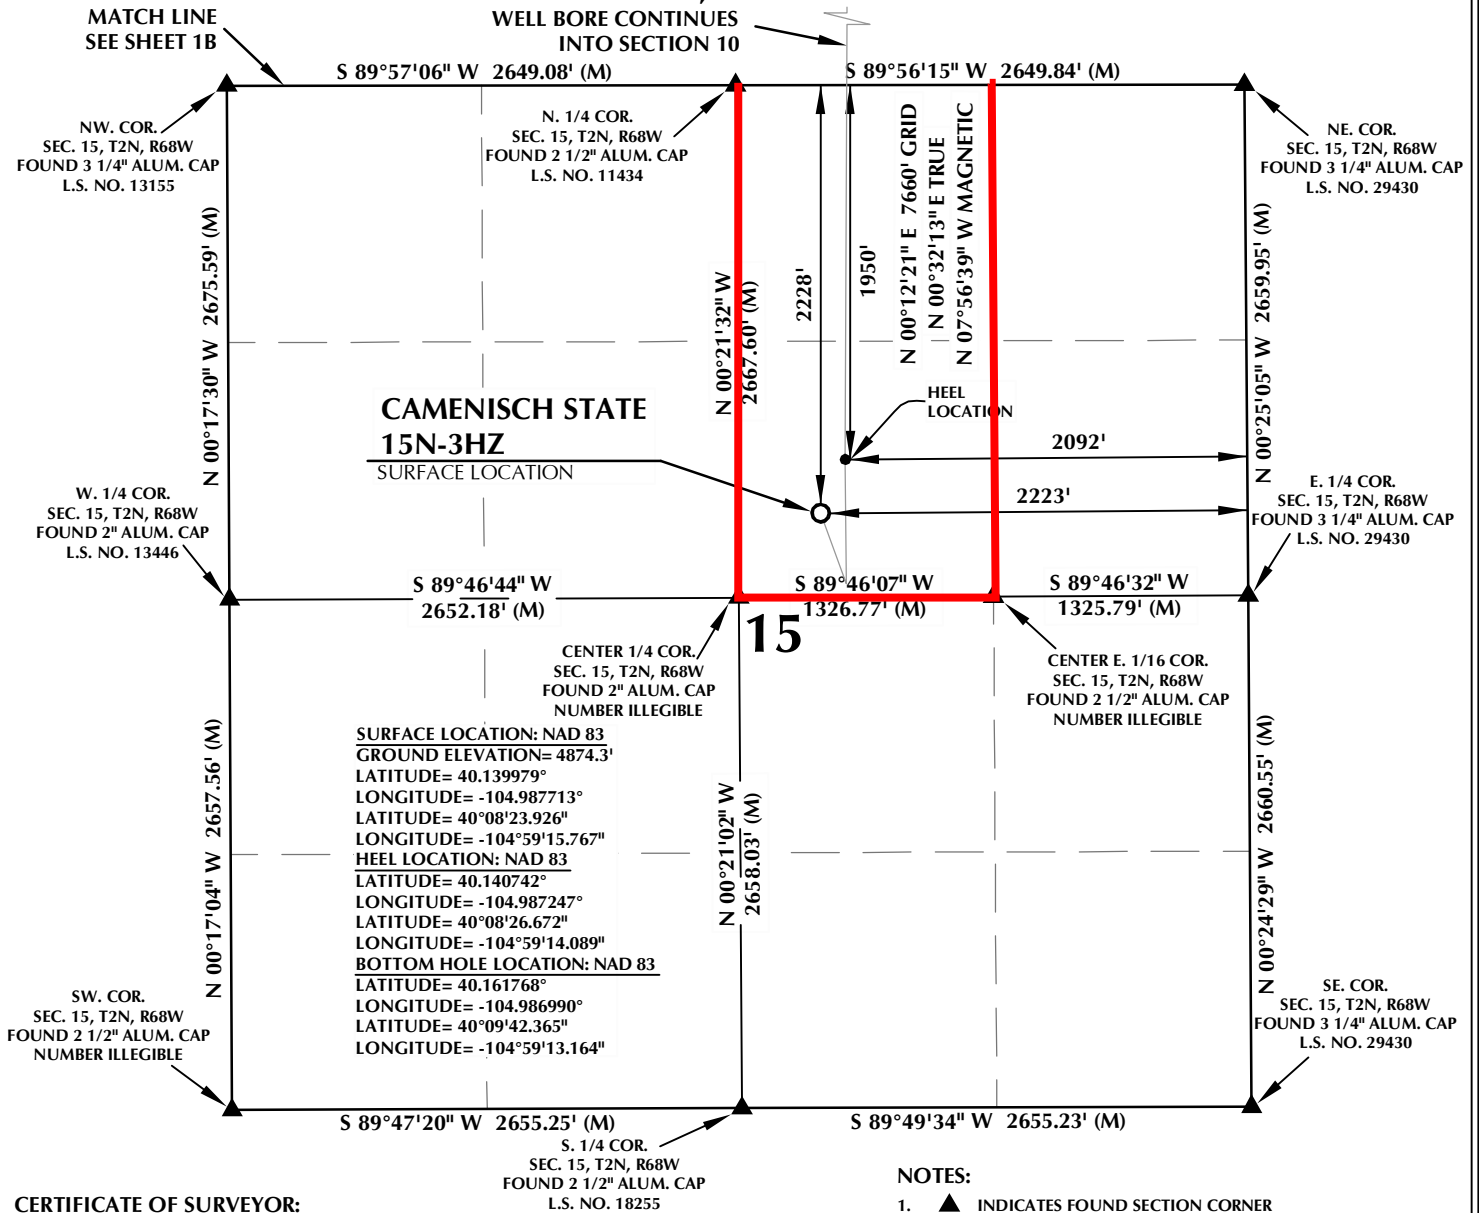 MATCH LINE
SEE SHEET 1B
WELL BORE CONTINUES
INTO SECTION 10
S 89°57'06" W 2649.08' (M)
S 89°56'15" W 2649.84' (M)
NW. COR.
SEC. 15, T2N, R68W
FOUND 3 1/4" ALUM. CAP
L.S. NO. 13155
N. 1/4 COR.
SEC. 15, T2N, R68W
FOUND 2 1/2" ALUM. CAP
L.S. NO. 11434
NE. COR.
SEC. 15, T2N, R68W
FOUND 3 1/4" ALUM. CAP
L.S. NO. 29430
N 00°17'30" W 2675.59' (M)
N 00°21'32" W
2667.60' (M)
2228'
1950'
N 00°12'21" E 7660' GRID
N 00°32'13" E TRUE
N 07°56'39" W MAGNETIC
N 00°25'05" W 2659.95' (M)
CAMENISCH STATE
15N-3HZ
SURFACE LOCATION
HEEL
LOCATION
2092'
2223'
W. 1/4 COR.
SEC. 15, T2N, R68W
FOUND 2" ALUM. CAP
L.S. NO. 13446
E. 1/4 COR.
SEC. 15, T2N, R68W
FOUND 3 1/4" ALUM. CAP
L.S. NO. 29430
S 89°46'44" W
2652.18' (M)
S 89°46'07" W
1326.77' (M)
S 89°46'32" W
1325.79' (M)
15
CENTER 1/4 COR.
SEC. 15, T2N, R68W
FOUND 2" ALUM. CAP
NUMBER ILLEGIBLE
CENTER E. 1/16 COR.
SEC. 15, T2N, R68W
FOUND 2 1/2" ALUM. CAP
NUMBER ILLEGIBLE
N 00°17'04" W 2657.56' (M)
SURFACE LOCATION: NAD 83
GROUND ELEVATION= 4874.3'
LATITUDE= 40.139979°
LONGITUDE= -104.987713°
LATITUDE= 40°08'23.926"
LONGITUDE= -104°59'15.767"
HEEL LOCATION: NAD 83
LATITUDE= 40.140742°
LONGITUDE= -104.987247°
LATITUDE= 40°08'26.672"
LONGITUDE= -104°59'14.089"
BOTTOM HOLE LOCATION: NAD 83
LATITUDE= 40.161768°
LONGITUDE= -104.986990°
LATITUDE= 40°09'42.365"
LONGITUDE= -104°59'13.164"
N 00°21'02" W
2658.03' (M)
N 00°24'29" W 2660.55' (M)
SW. COR.
SEC. 15, T2N, R68W
FOUND 2 1/2" ALUM. CAP
NUMBER ILLEGIBLE
SE. COR.
SEC. 15, T2N, R68W
FOUND 3 1/4" ALUM. CAP
L.S. NO. 29430
S 89°47'20" W 2655.25' (M)
S 89°49'34" W 2655.23' (M)
S. 1/4 COR.
SEC. 15, T2N, R68W
FOUND 2 1/2" ALUM. CAP
L.S. NO. 18255
CERTIFICATE OF SURVEYOR:
NOTES:
1. ▲ INDICATES FOUND SECTION CORNER